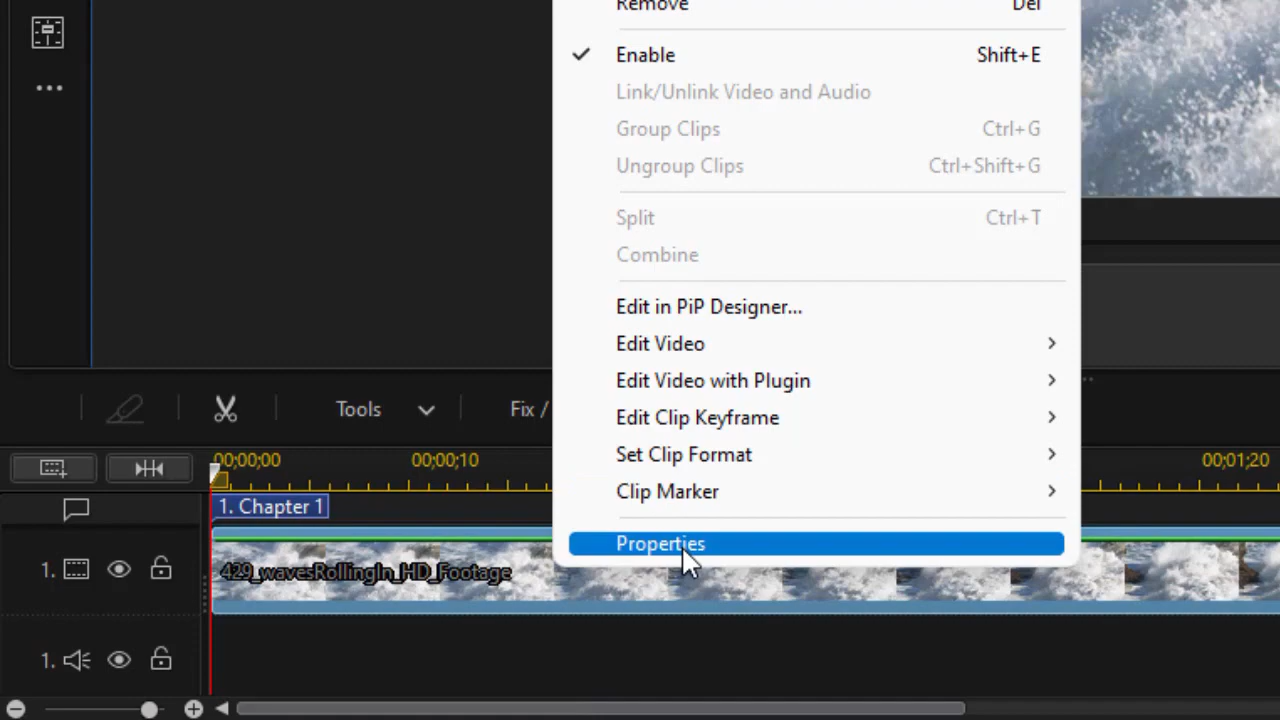 Remove Del
Enable Shift+E
Link/Unlink Video and Audio
Group Clips Ctrl+G
Ungroup Clips Ctrl+Shift+G
Split Ctrl+T
Combine
Edit in PiP Designer...
Edit Video
Edit Video with Plugin
Tools Fix /
Edit Clip Keyframe
Set Clip Format
00;00;00 00;00;10 00;01;20
Clip Marker
1. Chapter 1
Properties
1. 429_wavesRollingIn_HD_Footage
1.